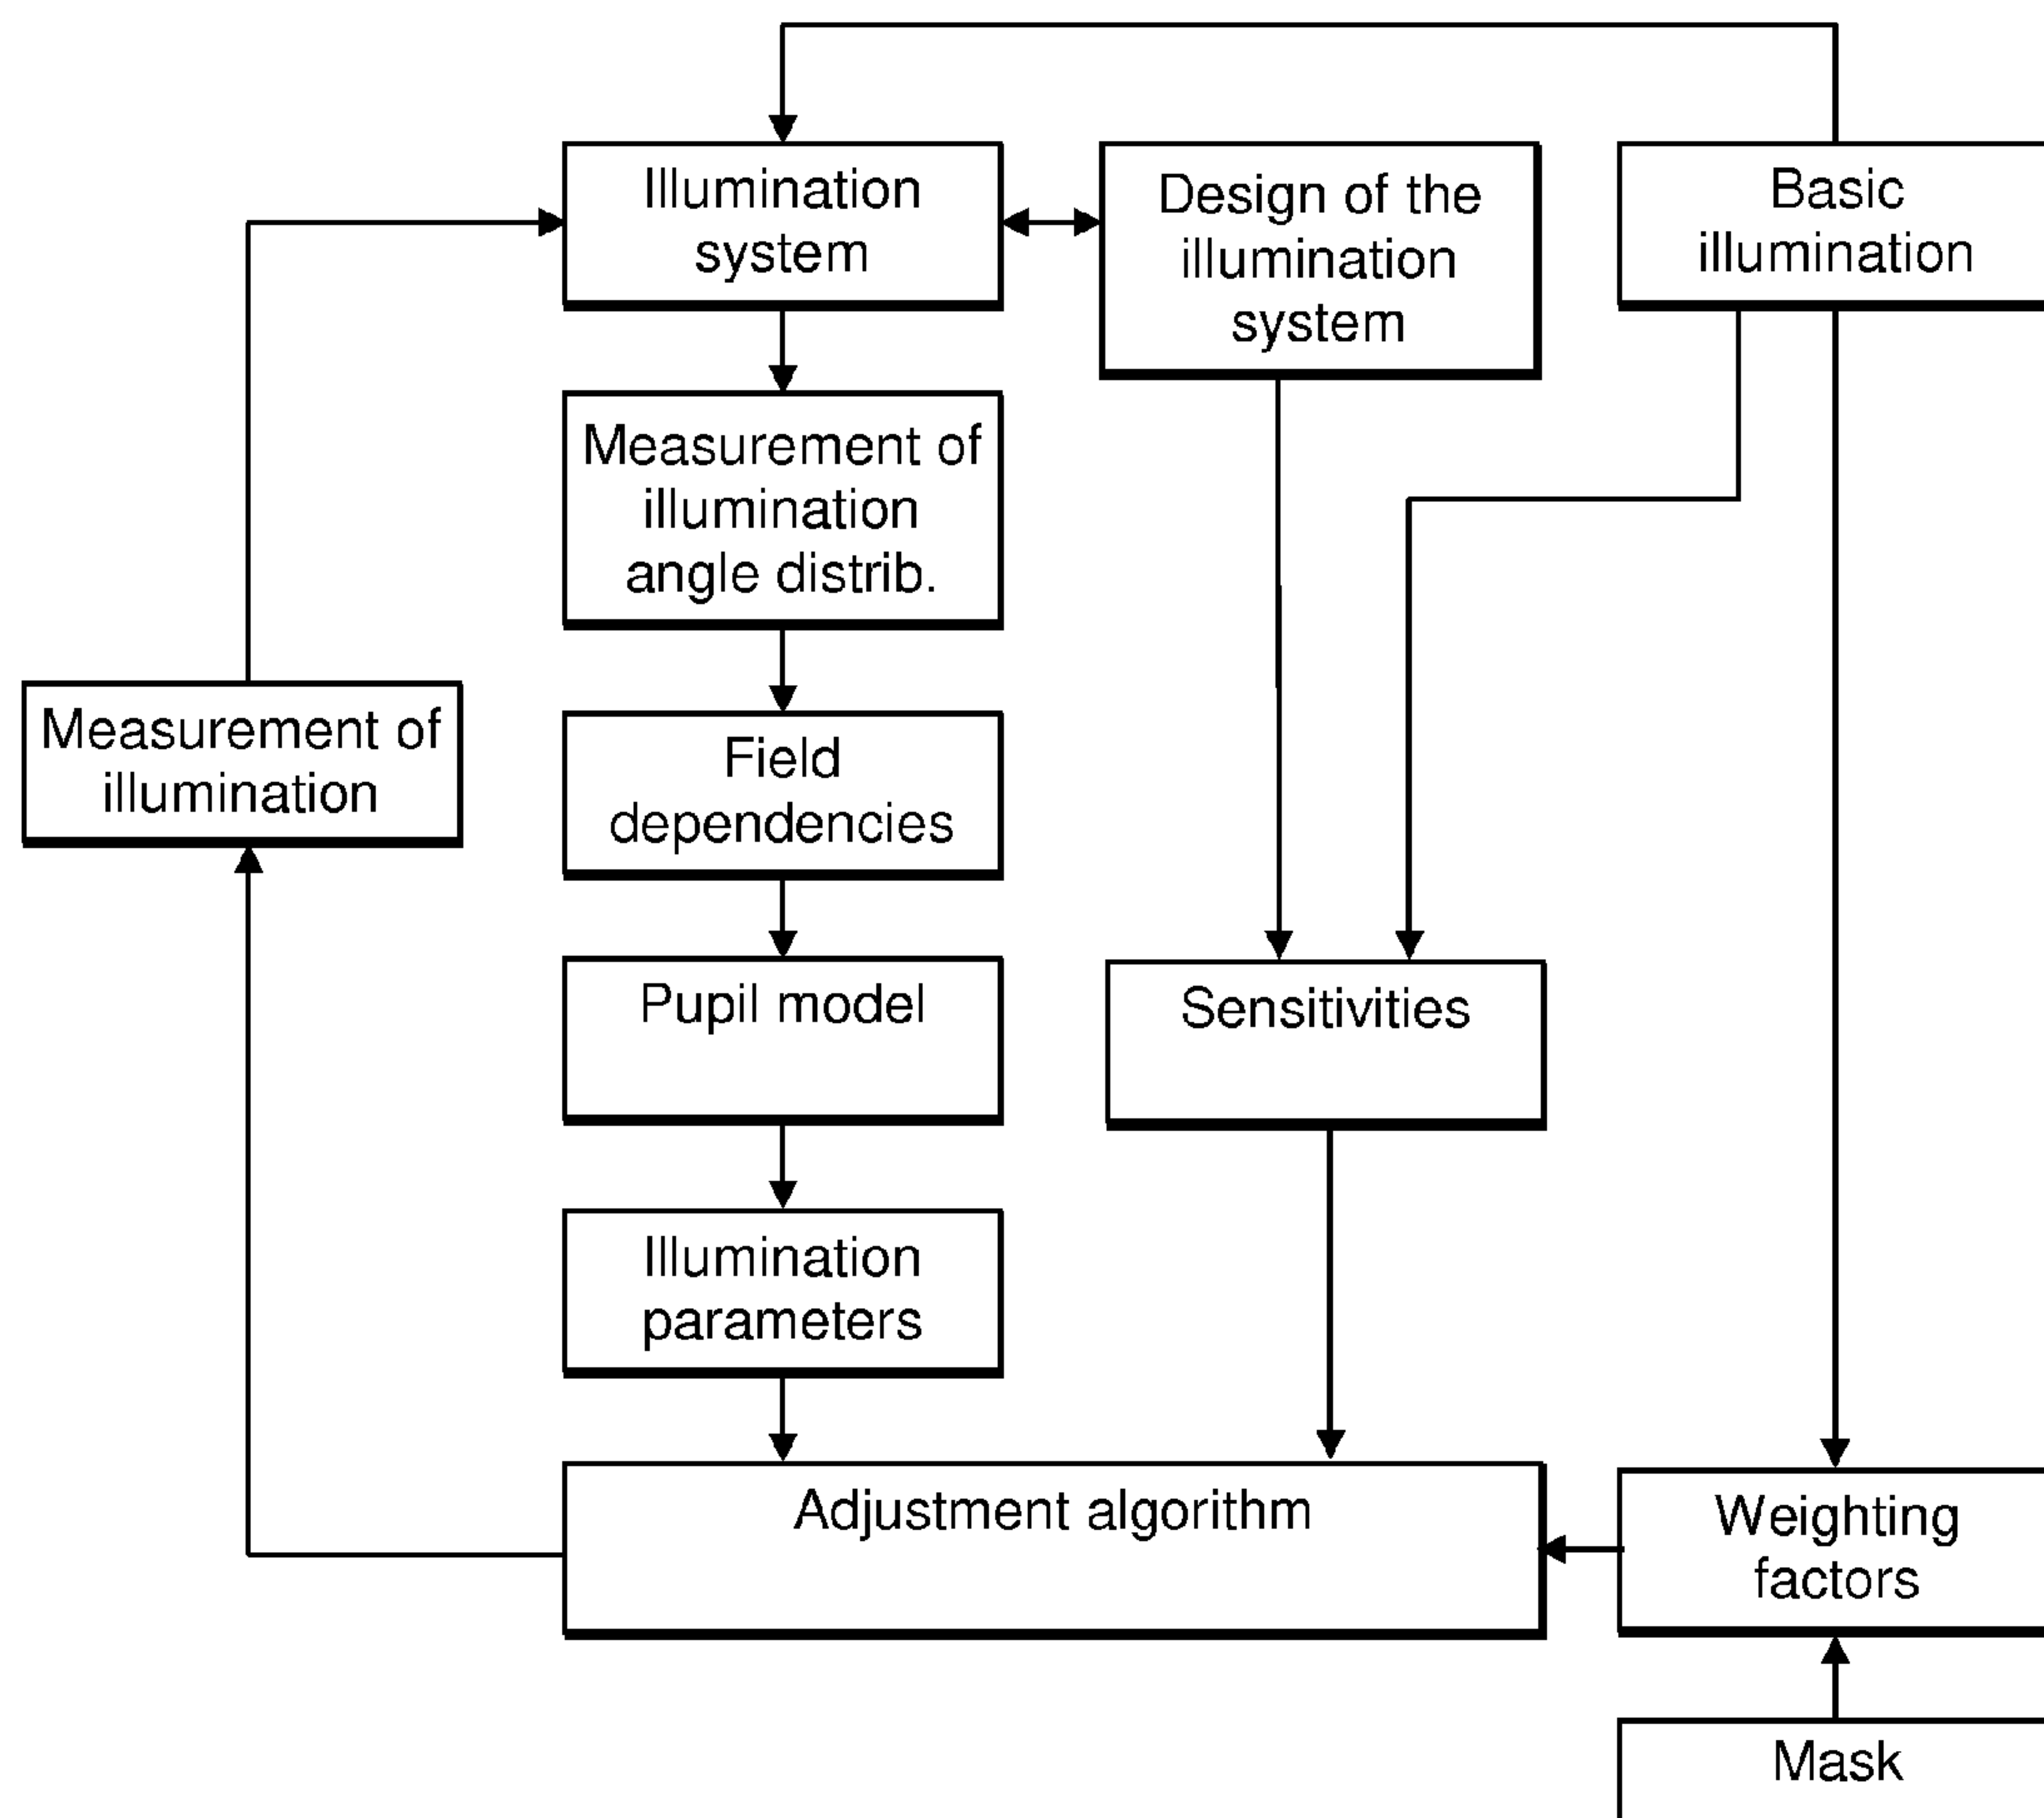 Illumination
system
Design of the
illumination
system
Basic
illumination
Measurement of
illumination
angle distrib.
Measurement of
illumination
Field
dependencies
Pupil model
Sensitivities
Illumination
parameters
Adjustment algorithm
Weighting
factors
Mask